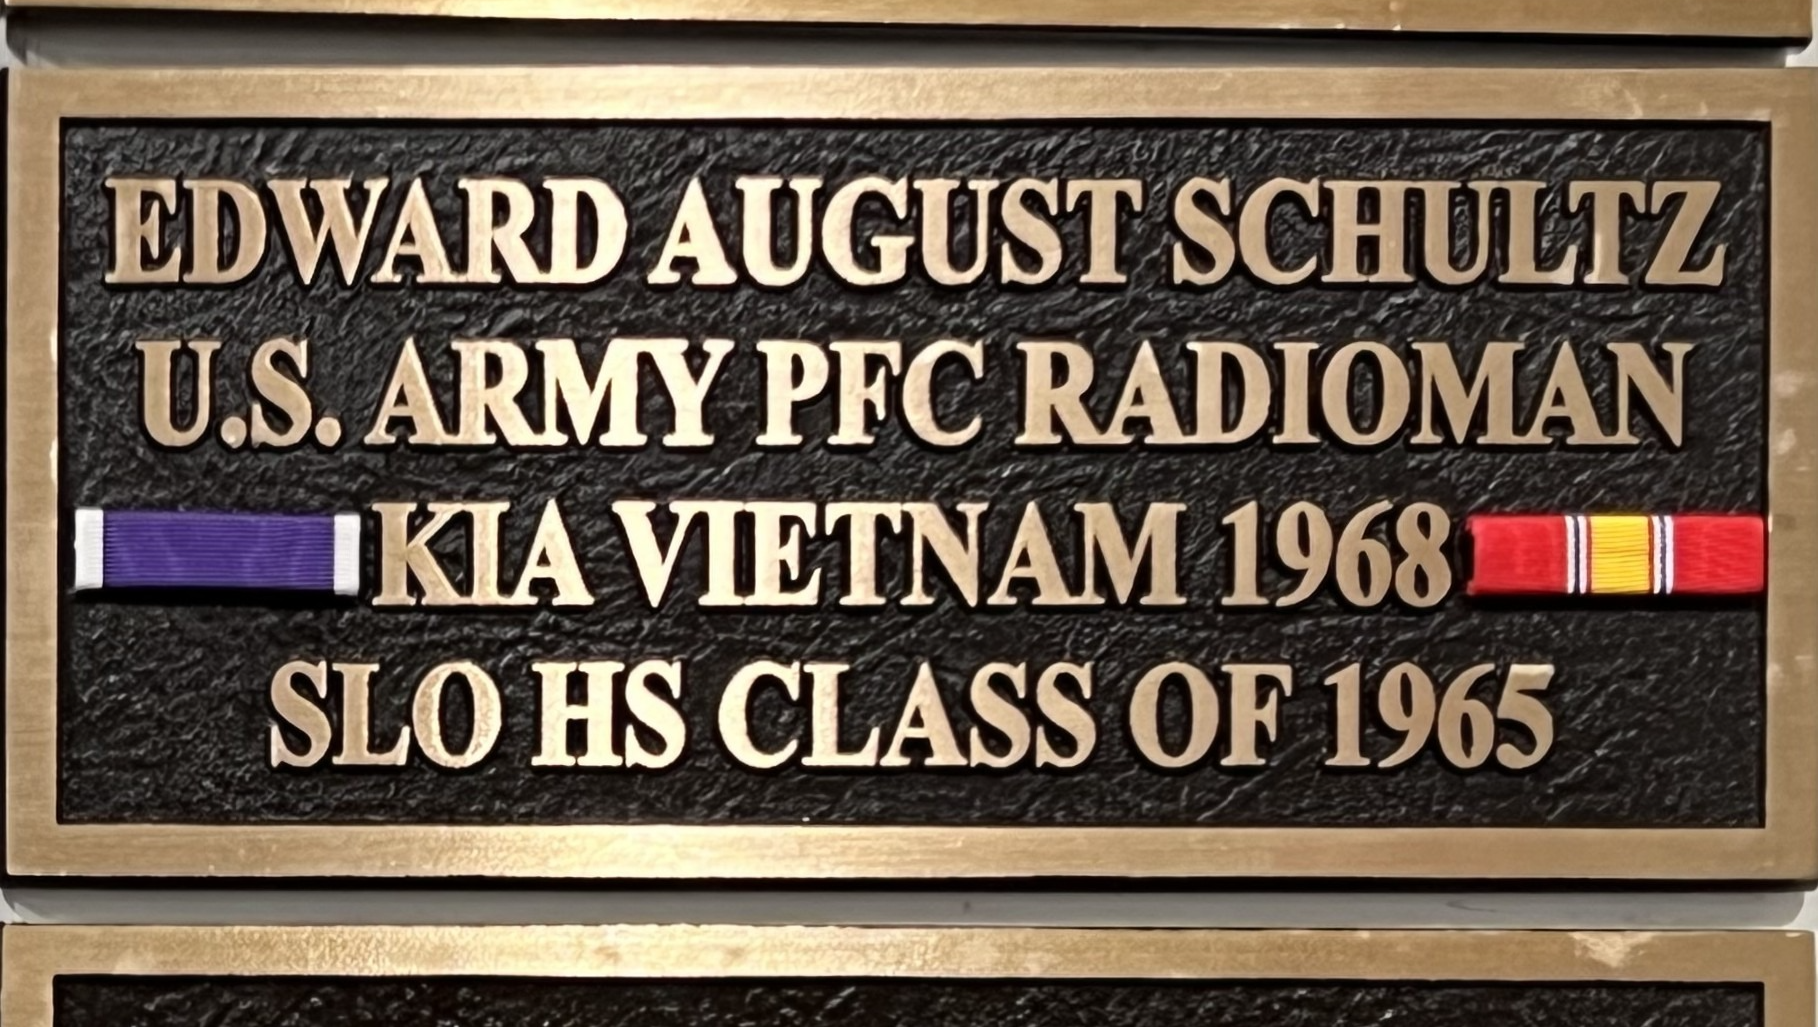 EDWARD AUGUST SCHULTZ
U.S. ARMY PFC RADIOMAN
KIA VIETNAM 1968
SLO HS CLASS OF 1965